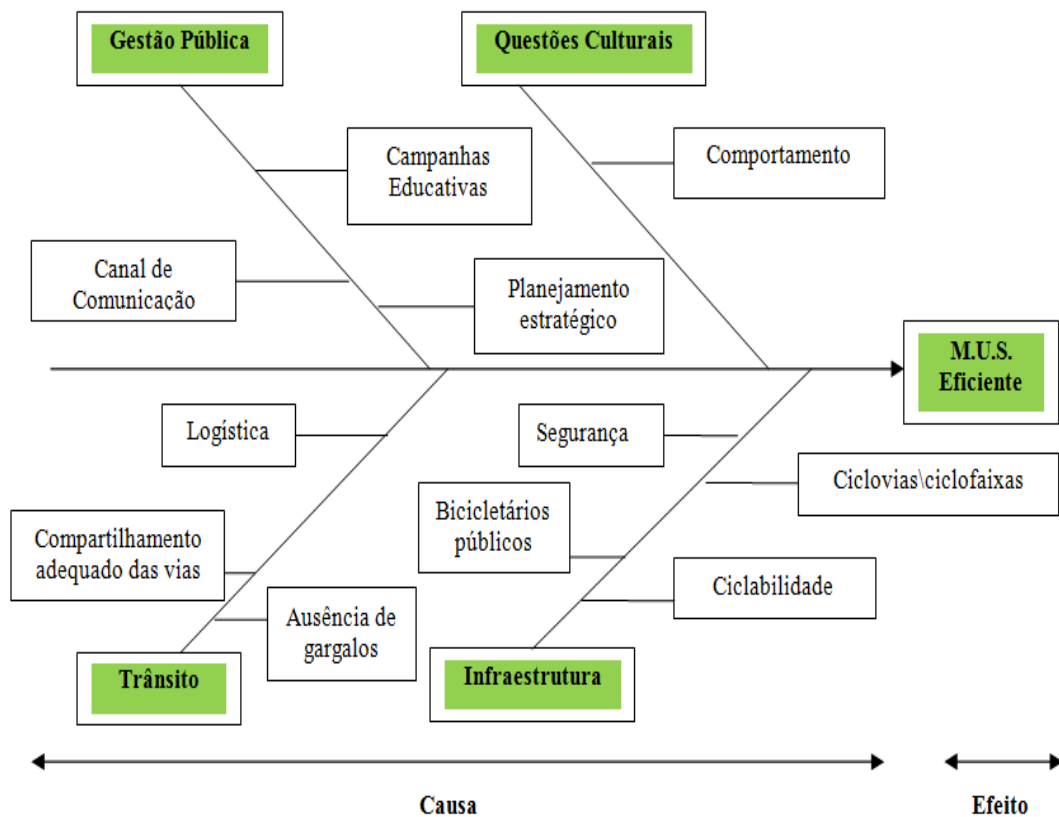 Gestão Pública
Questões Culturais
Campanhas
Educativas
Comportamento
Canal de
Comunicação
Planejamento
estratégico
M.U.S.
Eficiente
Logística
Segurança
Ciclovias\ciclofaixas
Bicicletários
públicos
Compartilhamento
adequado das vias
Ciclabilidade
Ausência de
gargalos
Trânsito
Infraestrutura
Causa
Efeito